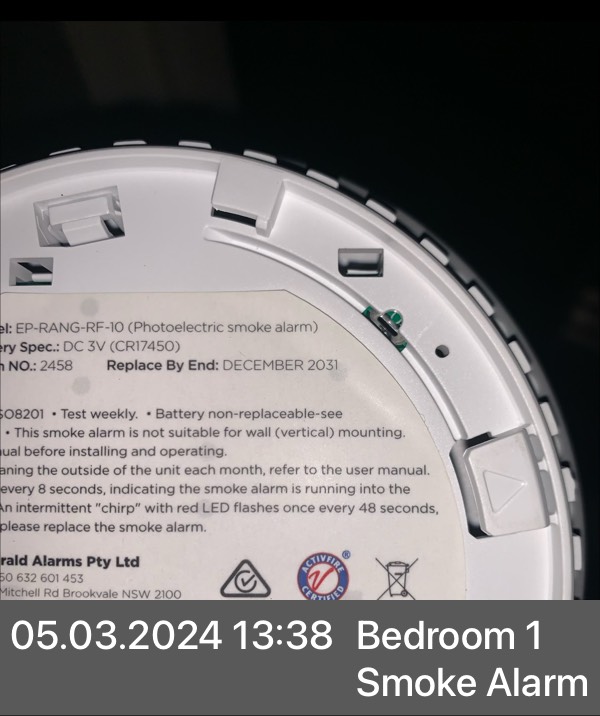 el: EP-RANG-RF-10 (Photoelectric smoke alarm)
ery Spec.: DC 3V (CR17450)
h NO.: 2458 Replace By End: DECEMBER 2031
SO8201 • Test weekly. • Battery non-replaceable-see
• This smoke alarm is not suitable for wall (vertical) mounting.
ual before installing and operating.
aning the outside of the unit each month, refer to the user manual.
every 8 seconds, indicating the smoke alarm is running into the
An intermittent "chirp" with red LED flashes once every 48 seconds,
please replace the smoke alarm.
rald Alarms Pty Ltd
50 632 601 453
Mitchell Rd Brookvale NSW 2100
ACTIVFIRE
®
CERTIFIED
05.03.2024 13:38 Bedroom 1
Smoke Alarm